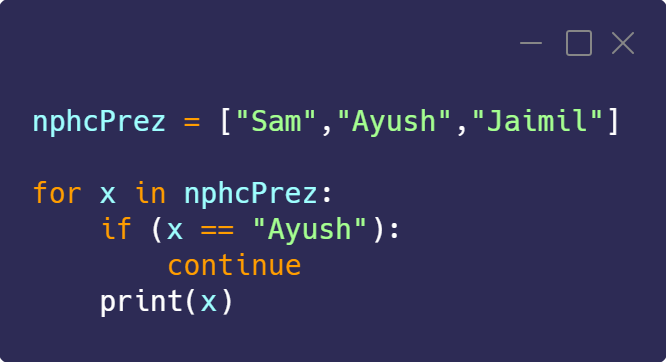 nphcPrez = ["Sam","Ayush","Jaimil"]
for x in nphcPrez:
    if (x == "Ayush"):
        continue
    print(x)